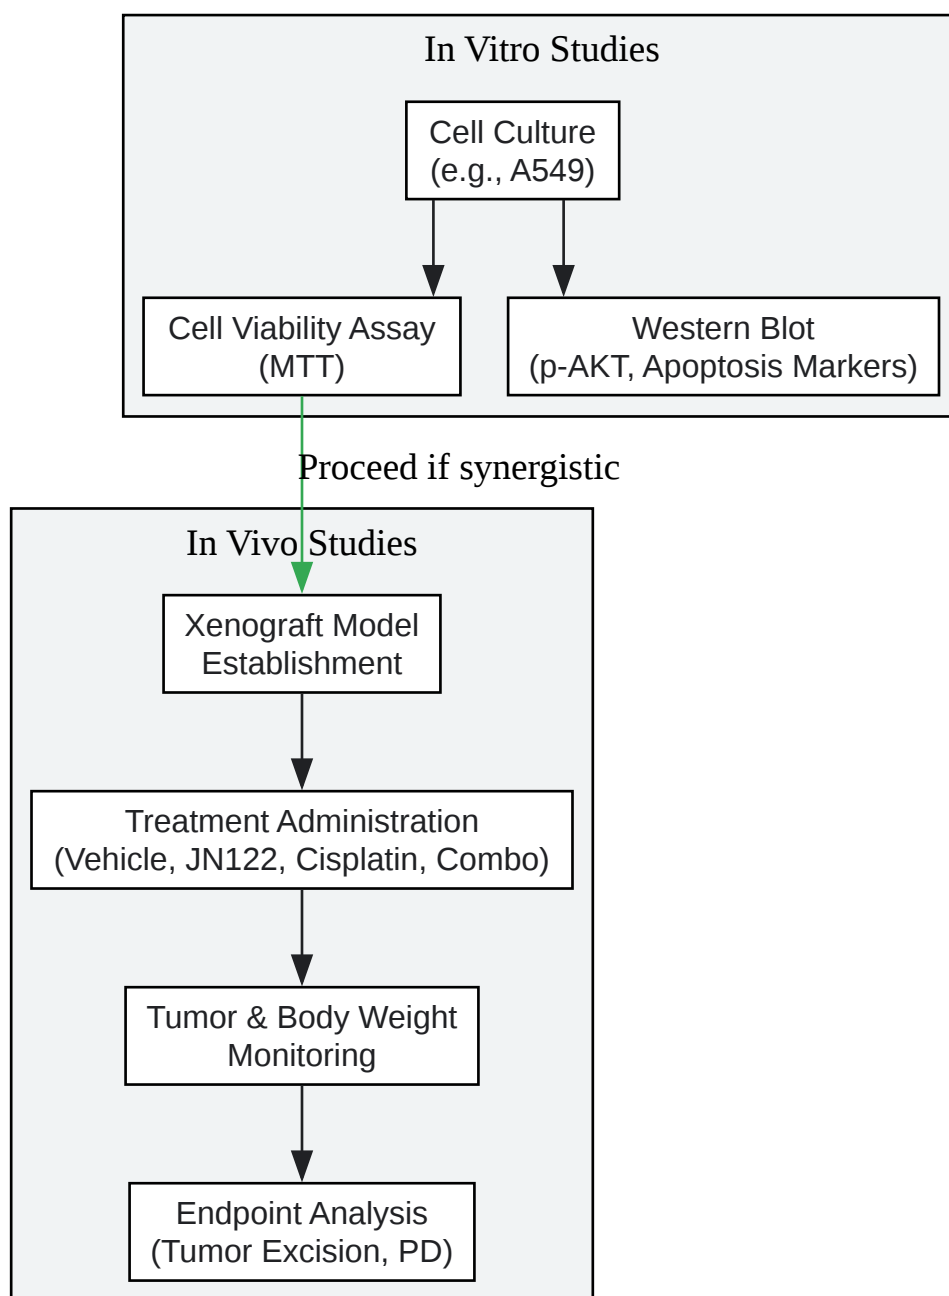 In Vitro Studies
Cell Culture
(e.g., A549)
Cell Viability Assay
(MTT)
Western Blot
(p-AKT, Apoptosis Markers)
Proceed if synergistic
In Vivo Studies
Xenograft Model
Establishment
Treatment Administration
(Vehicle, JN122, Cisplatin, Combo)
Tumor & Body Weight
Monitoring
Endpoint Analysis
(Tumor Excision, PD)